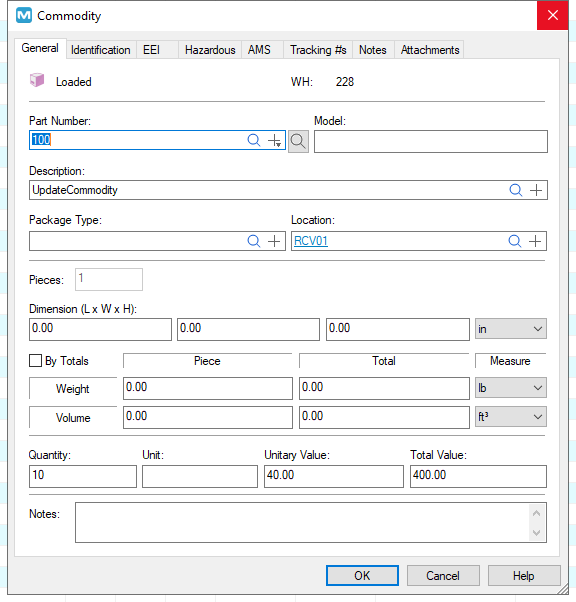 Commodity
General Identification EEI Hazardous AMS Tracking #s Notes Attachments
Loaded WH: 228
Part Number: Model:
100
Description:
UpdateCommodity
Package Type: Location:
RCV01
Pieces: 1
Dimension (L x W x H):
0.00 0.00 0.00 in
By Totals Piece Total Measure
Weight 0.00 0.00 lb
Volume 0.00 0.00 ft³
Quantity: Unit: Unitary Value: Total Value:
10 40.00 400.00
Notes:
OK Cancel Help